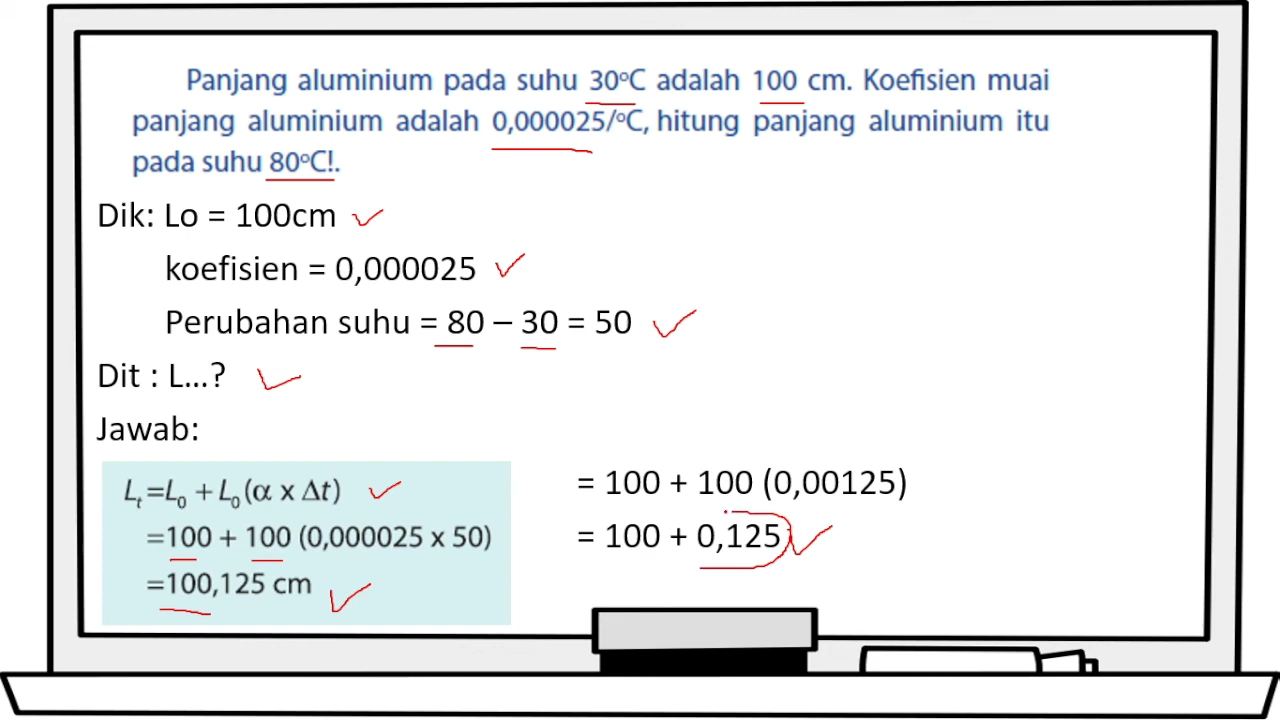 Panjang aluminium pada suhu 30°C adalah 100 cm. Koefisien muai
panjang aluminium adalah 0,000025/°C, hitung panjang aluminium itu
pada suhu 80°C!.
Dik: Lo = 100cm
koefisien = 0,000025
Perubahan suhu = 80 – 30 = 50
Dit : L...?
Jawab:
Lₜ=L₀ + L₀ (α x Δt)
=100 + 100 (0,000025 x 50)
=100,125 cm
= 100 + 100 (0,00125)
= 100 + 0,125